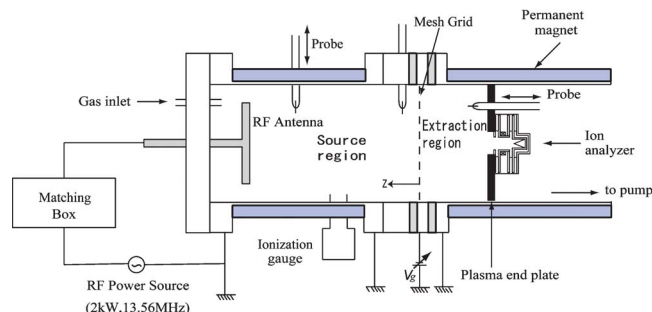 Mesh Grid
Permanent
magnet
Probe
Gas inlet
Probe
RF Antenna
Source
region
Extraction
region
Ion
analyzer
z
Matching
Box
to pump
Ionization
gauge
Vg
Plasma end plate
RF Power Source
(2kW,13.56MHz)